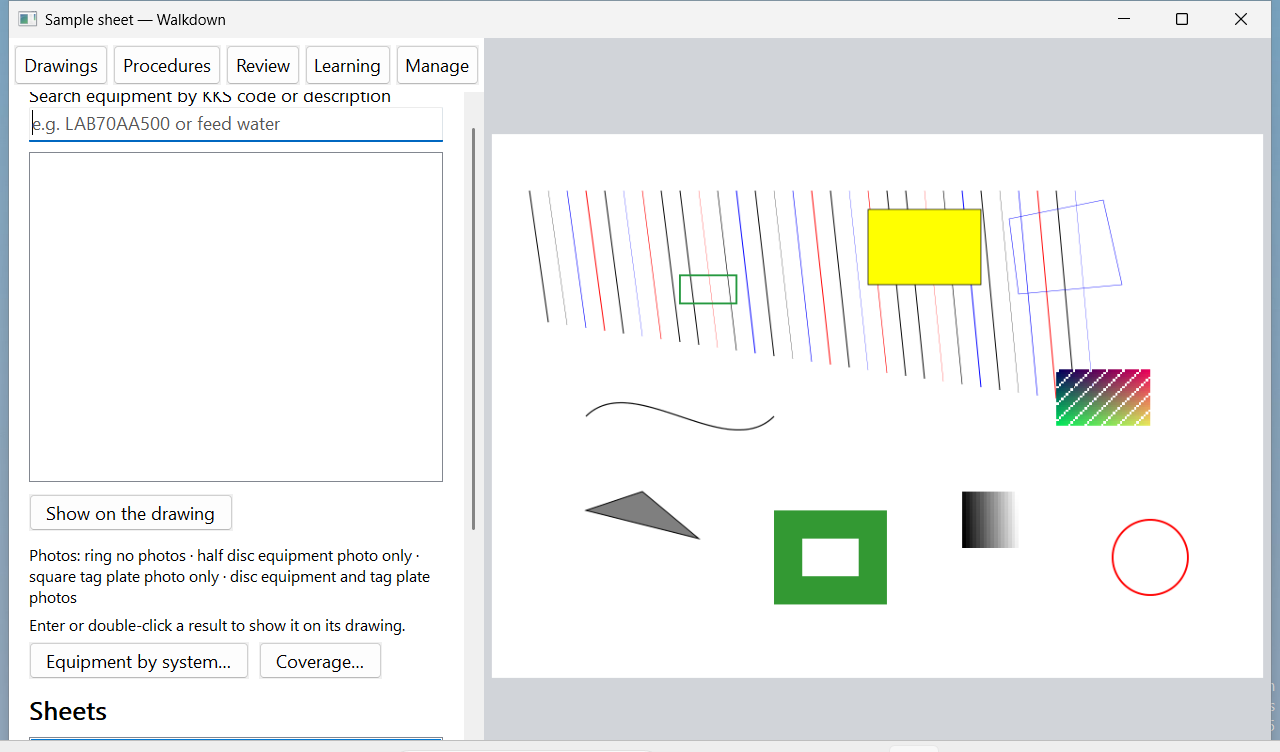 Sample sheet — Walkdown
Drawings
Procedures
Review
Learning
Manage
Search equipment by KKS code or description
e.g. LAB70AA500 or feed water
Show on the drawing
Photos: ring no photos · half disc equipment photo only ·
square tag plate photo only · disc equipment and tag plate
photos
Enter or double-click a result to show it on its drawing.
Equipment by system...
Coverage...
Sheets